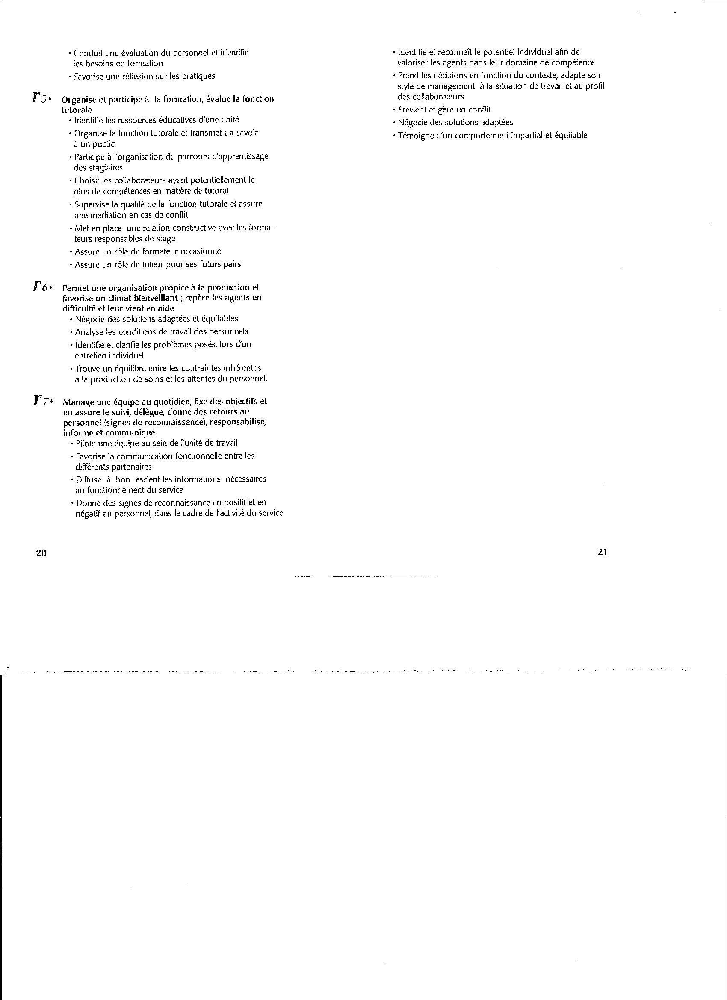 • Conduit une évaluation du personnel et identifie
les besoins en formation
• Favorise une réflexion sur les pratiques
r5• Organise et participe à la formation, évalue la fonction
tutorale
• Identifie les ressources éducatives d'une unité
• Organise la fonction tutorale et transmet un savoir
à un public
• Participe à l'organisation du parcours d'apprentissage
des stagiaires
• Choisit les collaborateurs ayant potentiellement le
plus de compétences en matière de tutorat
• Supervise la qualité de la fonction tutorale et assure
une médiation en cas de conflit
• Met en place une relation constructive avec les forma-
teurs responsables de stage
• Assure un rôle de formateur occasionnel
• Assure un rôle de tuteur pour ses futurs pairs
r6• Permet une organisation propice à la production et
favorise un climat bienveillant ; repère les agents en
difficulté et leur vient en aide
• Négocie des solutions adaptées et équitables
• Analyse les conditions de travail des personnels
• Identifie et clarifie les problèmes posés, lors d'un
entretien individuel
• Trouve un équilibre entre les contraintes inhérentes
à la production de soins et les attentes du personnel.
r7• Manage une équipe au quotidien, fixe des objectifs et
en assure le suivi, délègue, donne des retours au
personnel (signes de reconnaissance), responsabilise,
informe et communique
• Pilote une équipe au sein de l'unité de travail
• Favorise la communication fonctionnelle entre les
différents partenaires
• Diffuse à bon escient les informations nécessaires
au fonctionnement du service
• Donne des signes de reconnaissance en positif et en
négatif au personnel, dans le cadre de l'activité du service
20
• Identifie et reconnaît le potentiel individuel afin de
valoriser les agents dans leur domaine de compétence
• Prend les décisions en fonction du contexte, adapte son
style de management à la situation de travail et au profil
des collaborateurs
• Prévient et gère un conflit
• Négocie des solutions adaptées
• Témoigne d'un comportement impartial et équitable
21